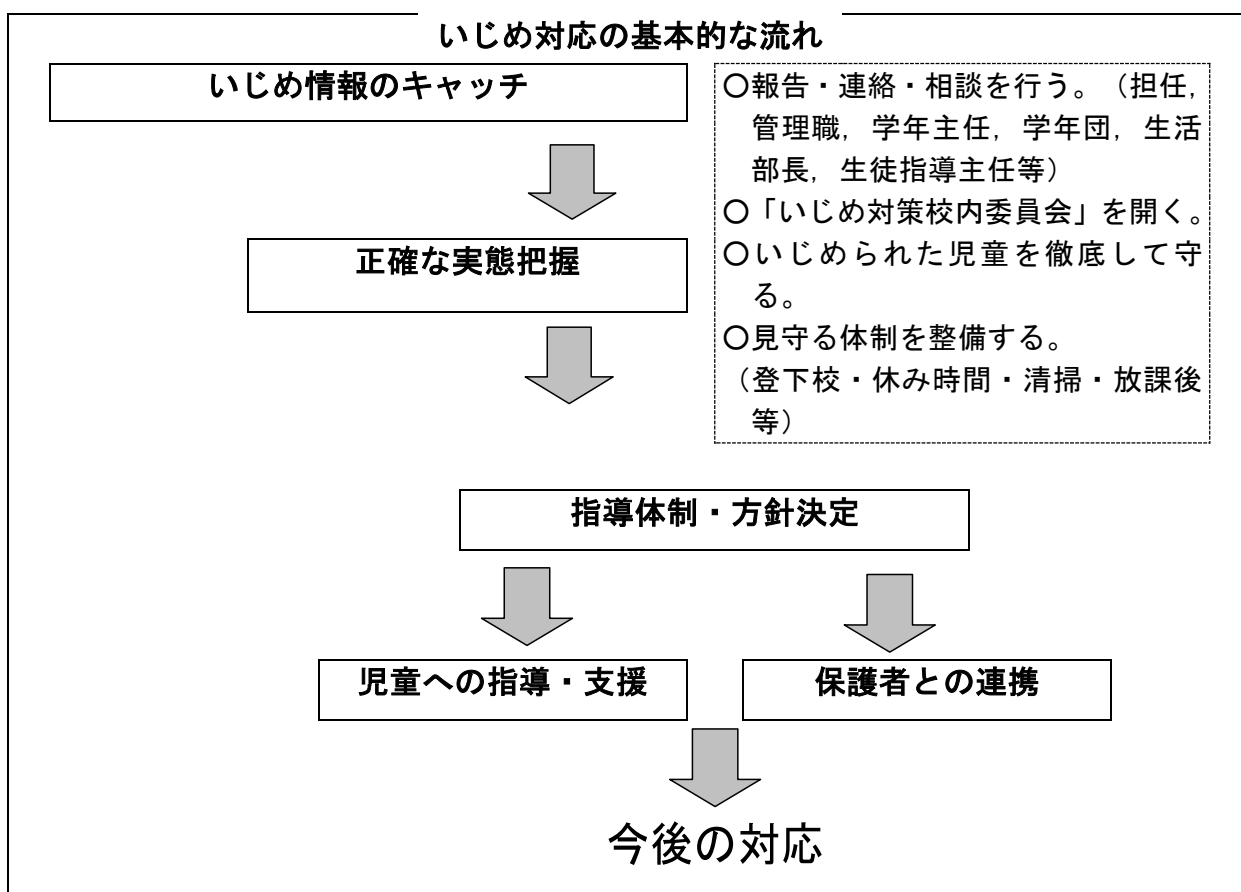 いじめ対応の基本的な流れ
いじめ情報のキャッチ
〇報告・連絡・相談を行う。（担任，
管理職，学年主任，学年団，生活
部長，生徒指導主任等）
〇「いじめ対策校内委員会」を開く。
〇いじめられた児童を徹底して守
る。
〇見守る体制を整備する。
（登下校・休み時間・清掃・放課後
等）
正確な実態把握
指導体制・方針決定
児童への指導・支援
保護者との連携
今後の対応